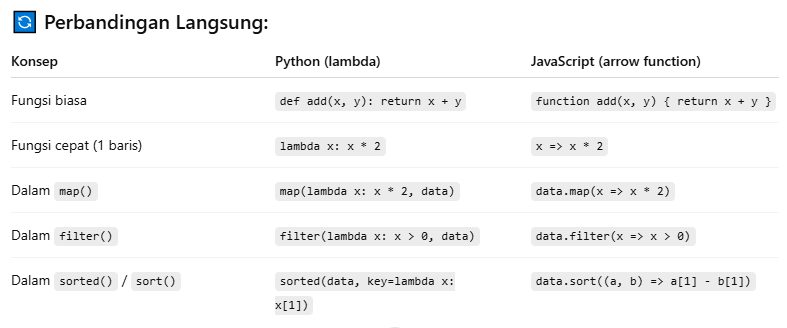 🔄 Perbandingan Langsung:
Konsep Python (lambda) JavaScript (arrow function)
Fungsi biasa def add(x, y): return x + y function add(x, y) { return x + y }
Fungsi cepat (1 baris) lambda x: x * 2 x => x * 2
Dalam map() map(lambda x: x * 2, data) data.map(x => x * 2)
Dalam filter() filter(lambda x: x > 0, data) data.filter(x => x > 0)
Dalam sorted() / sort() sorted(data, key=lambda x: data.sort((a, b) => a[1] - b[1])
x[1])